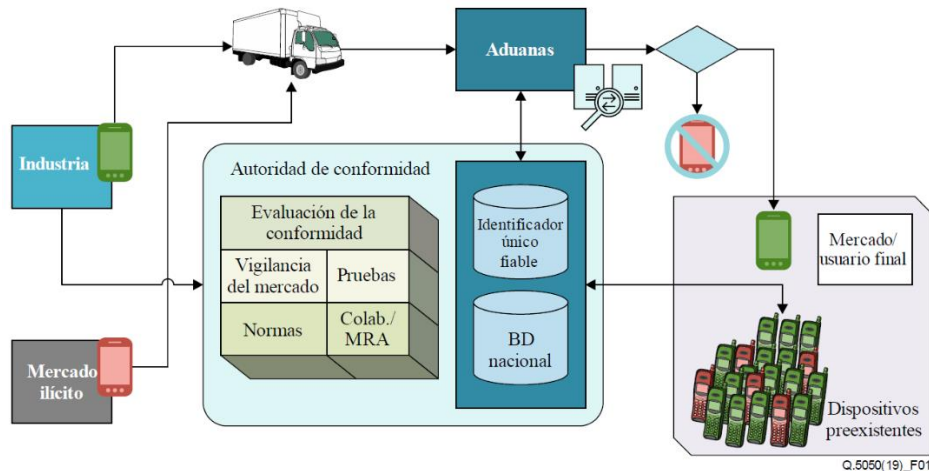 Aduanas
Industria
Autoridad de conformidad
Evaluación de la
conformidad
Vigilancia
del mercado
Pruebas
Normas
Colab./
MRA
Identificador
único
fiable
BD
nacional
Mercado/
usuario final
Mercado
ilícito
Dispositivos
preexistentes
Q.5050(19)_F01